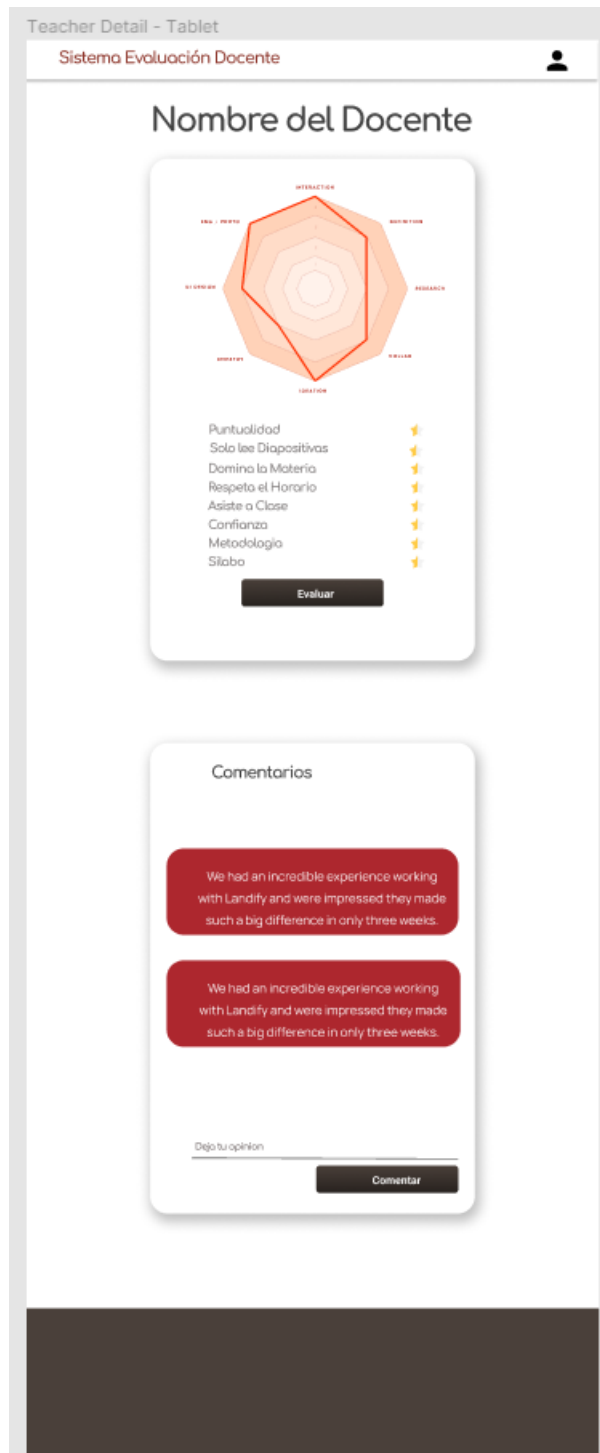 Teacher Detail - Tablet
Sistema Evaluación Docente
Nombre del Docente
INTERACTION
RESEARCH
Puntualidad
Solo lee Diapositivas
Domina la Materia
Respeta el Horario
Asiste a Clase
Confianza
Metodologia
Silabo
Evaluar
Comentarios
We had an incredible experience working
with Landify and were impressed they made
such a big difference in only three weeks.
We had an incredible experience working
with Landify and were impressed they made
such a big difference in only three weeks.
Deja tu opinion
Comentar